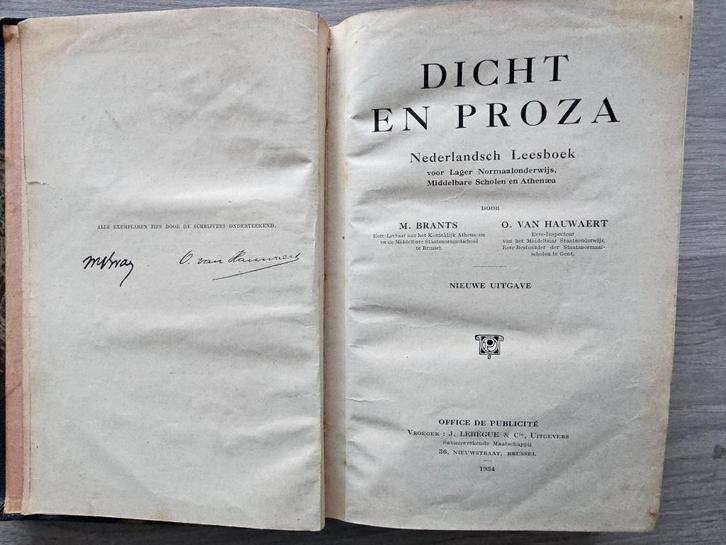 ALLE EXEMPLAREN ZIJN DOOR DE SCHRIJVERS ONDERTEEKEND.
O. van Hauwaert
DICHT
EN PROZA
Nederlandsch Leesboek
voor Lager Normaalonderwijs,
Middelbare Scholen en Athenæa
DOOR
M. BRANTS
Eere-Leeraar aan het Koninklijk Athenæum
en de Middelbare Staatsnormaalschool
te Brussel.
O. VAN HAUWAERT
Eere-Inspecteur
van het Middelbaar Staatsonderwijs,
Eere-Bestuurder der Staatsnormaal-
scholen te Gent.
NIEUWE UITGAVE
OFFICE DE PUBLICITÉ
VROEGER : J. LEBÈGUE & Cie, UITGEVERS
Samenwerkende Maatschappij
36, NIEUWSTRAAT, BRUSSEL
1934